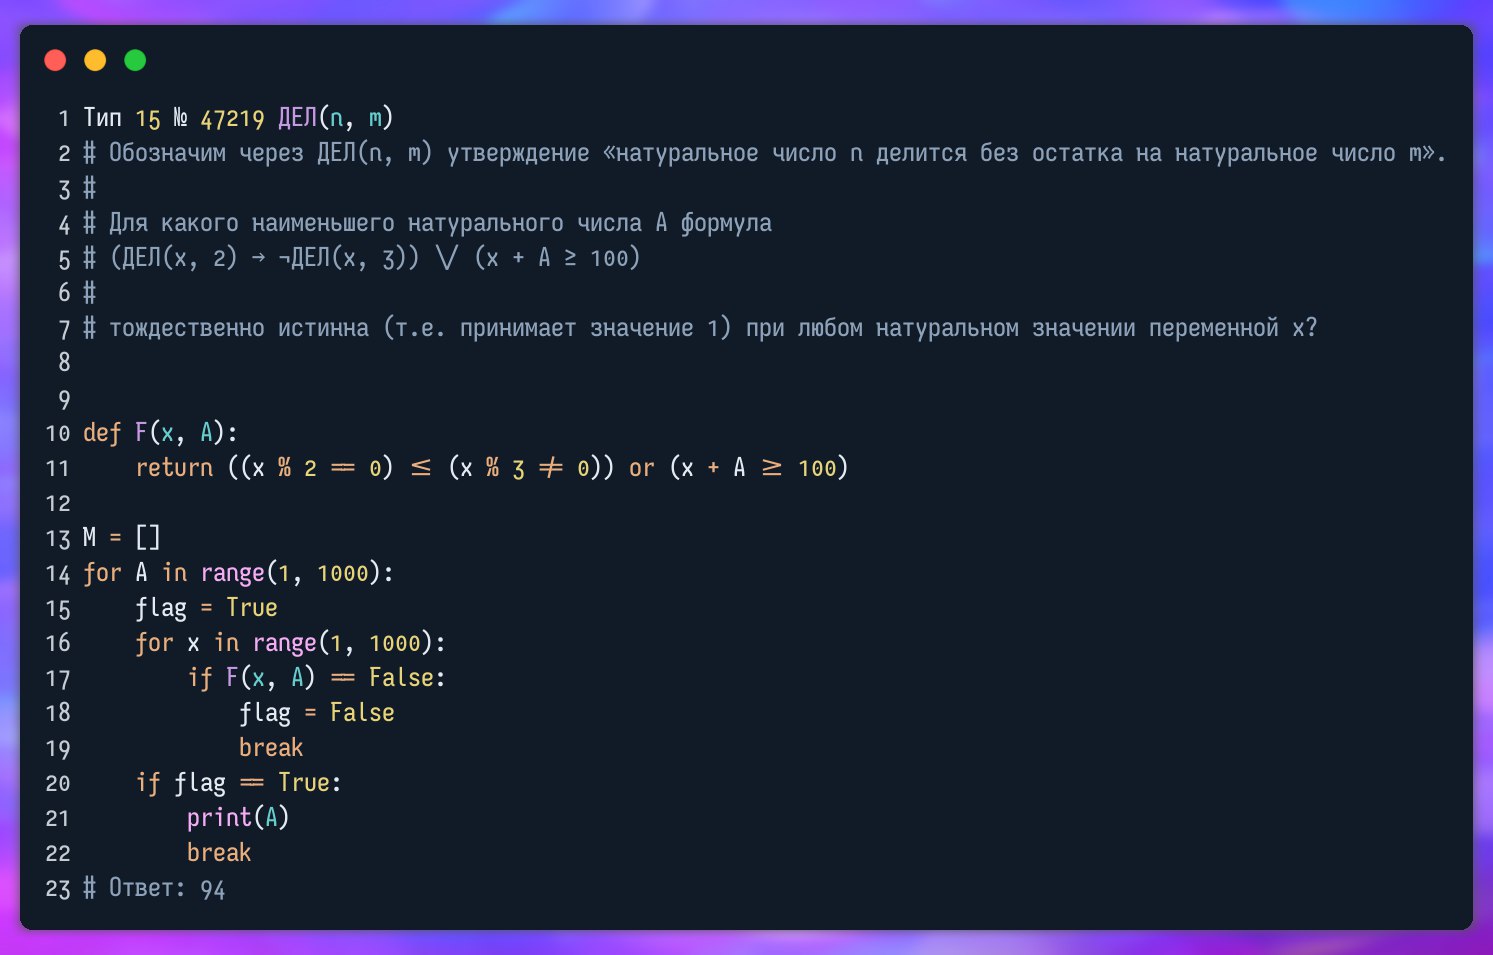 1 Тип 15 № 47219 ДЕЛ(n, m)
2 # Обозначим через ДЕЛ(n, m) утверждение «натуральное число n делится без остатка на натуральное число m».
3 #
4 # Для какого наименьшего натурального числа А формула
5 # (ДЕЛ(x, 2) → ¬ДЕЛ(x, 3)) \/ (x + A ≥ 100)
6 #
7 # тождественно истинна (т.е. принимает значение 1) при любом натуральном значении переменной х?
8
9
10 def F(x, A):
11     return ((x % 2 == 0) <= (x % 3 != 0)) or (x + A >= 100)
12
13 M = []
14 for A in range(1, 1000):
15     flag = True
16     for x in range(1, 1000):
17         if F(x, A) == False:
18             flag = False
19             break
20     if flag == True:
21         print(A)
22         break
23 # Ответ: 94